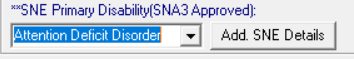 **SNE Primary Disability(SNA3 Approved):
Attention Deficit Disorder Add. SNE Details